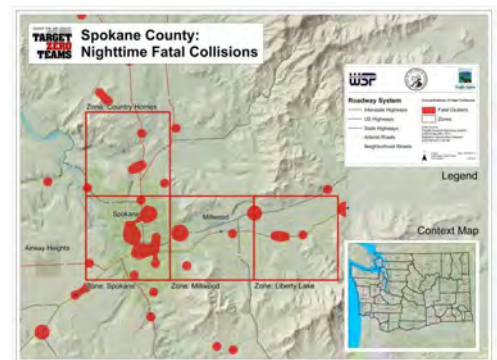 TARGET
ZERO
TEAMS
Spokane County:
Nighttime Fatal Collisions
WSP
Roadway System
Interstate Highways
US Highways
State Highways
Arterial Roads
Neighborhood Streets
Fatal Clusters
Zones
Legend
Zone: Country Homes
Spokane
Millwood
Airway Heights
Context Map
Zone: Spokane
Zone: Millwood
Zone: Liberty Lake